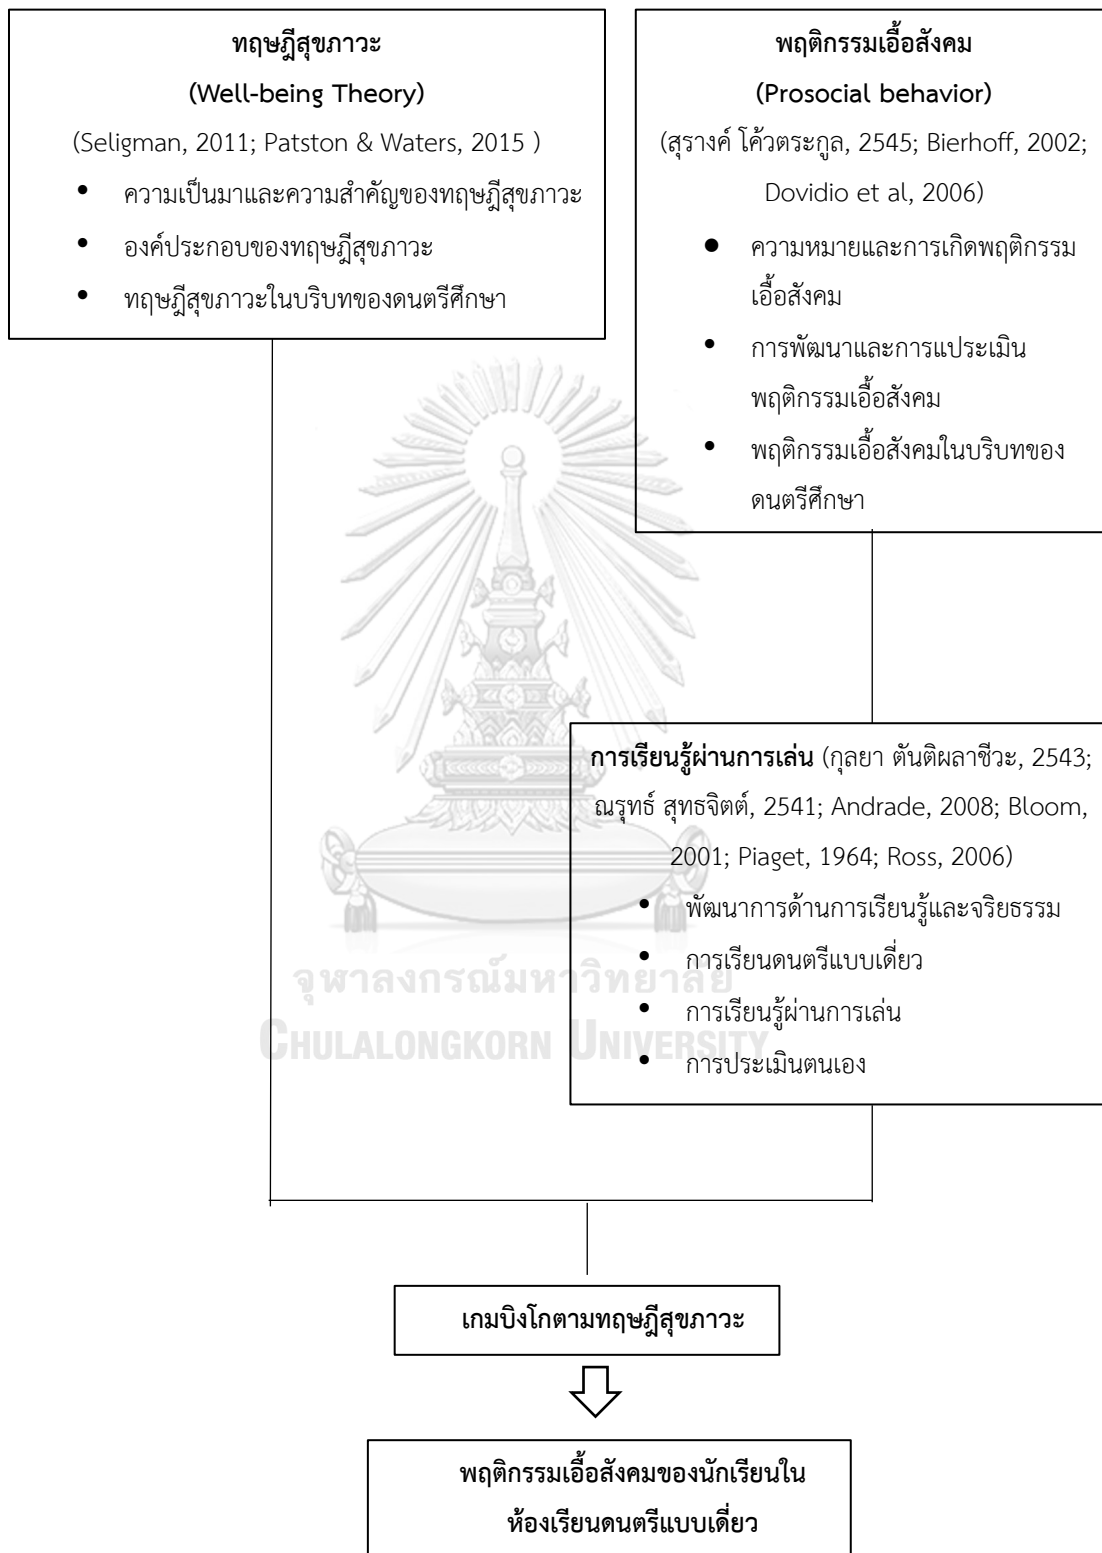 ทฤษฎีสุขภาวะ
(Well-being Theory)
(Seligman, 2011; Patston & Waters, 2015 )
• ความเป็นมาและความสำคัญของทฤษฎีสุขภาวะ
• องค์ประกอบของทฤษฎีสุขภาวะ
• ทฤษฎีสุขภาวะในบริบทของดนตรีศึกษา
พฤติกรรมเอื้อสังคม
(Prosocial behavior)
(สุรางค์ โค้วตระกูล, 2545; Bierhoff, 2002;
Dovidio et al, 2006)
• ความหมายและการเกิดพฤติกรรม
เอื้อสังคม
• การพัฒนาและการแประเมิน
พฤติกรรมเอื้อสังคม
• พฤติกรรมเอื้อสังคมในบริบทของ
ดนตรีศึกษา
การเรียนรู้ผ่านการเล่น (กุลยา ตันติผลาชีวะ, 2543;
ณรุทธ์ สุทธจิตต์, 2541; Andrade, 2008; Bloom,
2001; Piaget, 1964; Ross, 2006)
• พัฒนาการด้านการเรียนรู้และจริยธรรม
• การเรียนดนตรีแบบเดี่ยว
• การเรียนรู้ผ่านการเล่น
• การประเมินตนเอง
จุฬาลงกรณ์มหาวิทยาลัย
CHULALONGKORN UNIVERSITY
เกมบิงโกตามทฤษฎีสุขภาวะ
พฤติกรรมเอื้อสังคมของนักเรียนใน
ห้องเรียนดนตรีแบบเดี่ยว